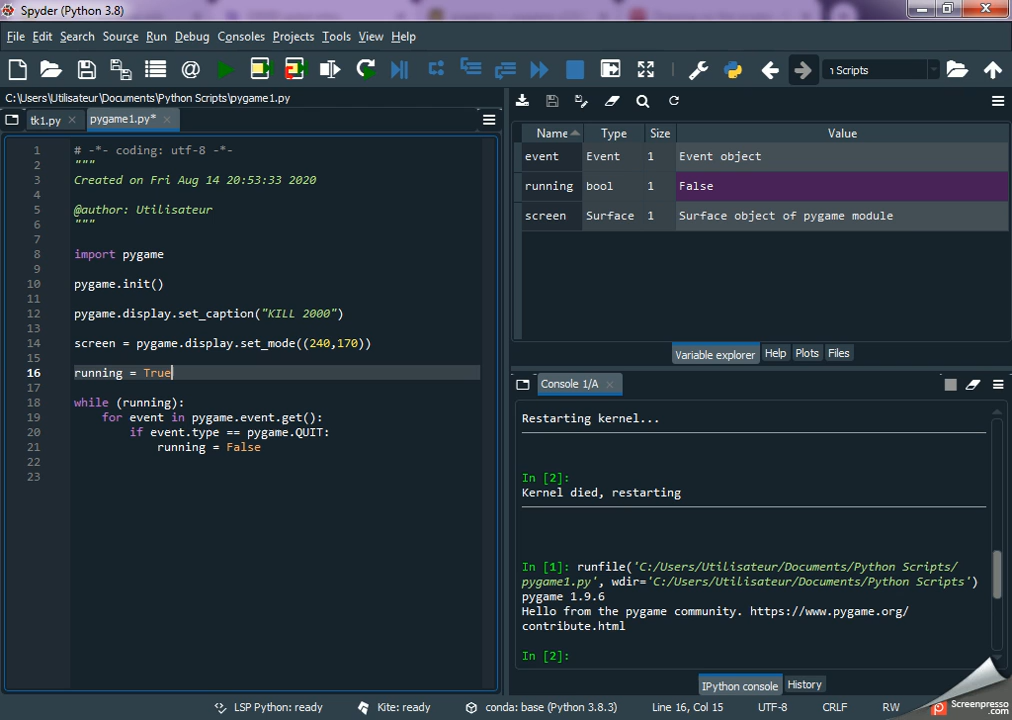 Spyder (Python 3.8)
File Edit Search Source Run Debug Consoles Projects Tools View Help
1 Scripts
C:\Users\Utilisateur\Documents\Python Scripts\pygame1.py
tk1.py
pygame1.py*
1 # -*- coding: utf-8 -*-
2 """
3 Created on Fri Aug 14 20:53:33 2020
4
5 @author: Utilisateur
6 """
7
8 import pygame
9
10 pygame.init()
11
12 pygame.display.set_caption("KILL 2000")
13
14 screen = pygame.display.set_mode((240,170))
15
16 running = True
17
18 while (running):
19 for event in pygame.event.get():
20 if event.type == pygame.QUIT:
21 running = False
22
23
Name Type Size Value
event Event 1 Event object
running bool 1 False
screen Surface 1 Surface object of pygame module
Variable explorer Help Plots Files
Console 1/A
Restarting kernel...
In [2]:
Kernel died, restarting
In [1]: runfile('C:/Users/Utilisateur/Documents/Python Scripts/
pygame1.py', wdir='C:/Users/Utilisateur/Documents/Python Scripts')
pygame 1.9.6
Hello from the pygame community. https://www.pygame.org/
contribute.html
In [2]:
IPython console History
LSP Python: ready Kite: ready conda: base (Python 3.8.3) Line 16, Col 15 UTF-8 CRLF RW
Screenpresso
.com